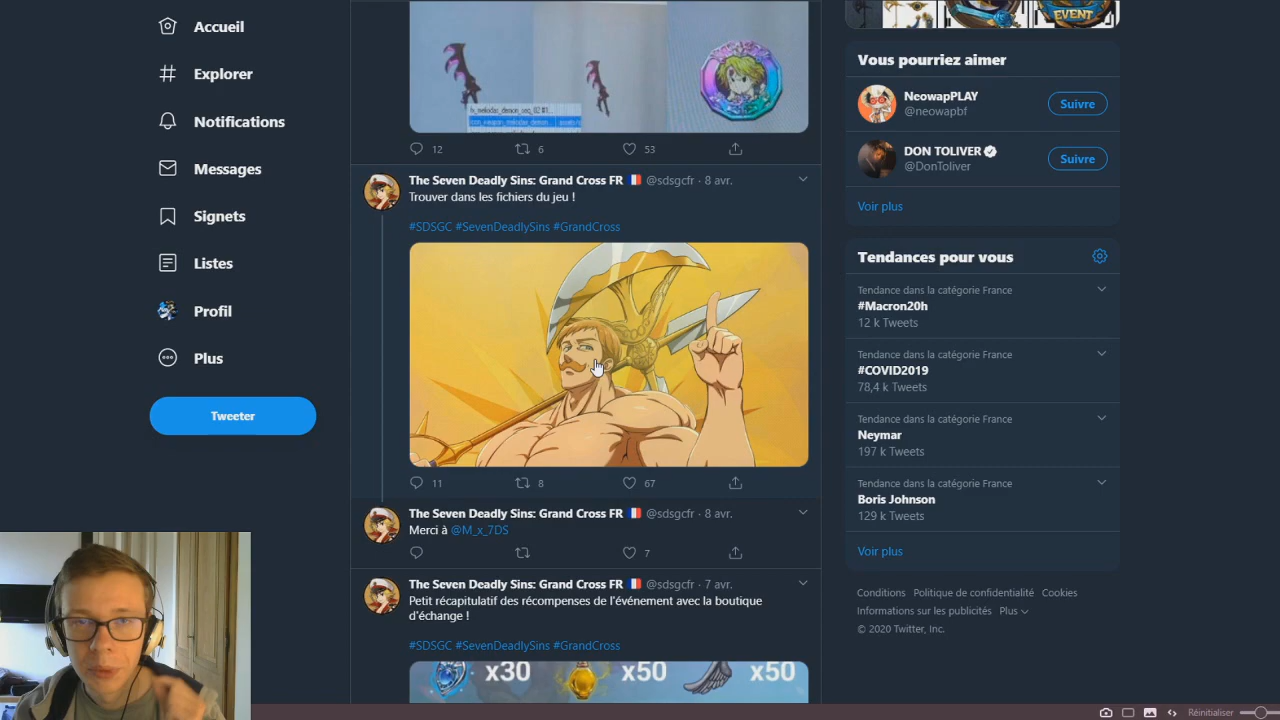 Accueil
Explorer
Notifications
Messages
Signets
Listes
Profil
Plus
Tweeter
12 6 53
The Seven Deadly Sins: Grand Cross FR @sdsgcfr · 8 avr.
Trouver dans les fichiers du jeu !
#SDSGC #SevenDeadlySins #GrandCross
11 8 67
The Seven Deadly Sins: Grand Cross FR @sdsgcfr · 8 avr.
Merci à @M_x_7DS
7
The Seven Deadly Sins: Grand Cross FR @sdsgcfr · 7 avr.
Petit récapitulatif des récompenses de l'événement avec la boutique
d'échange !
#SDSGC #SevenDeadlySins #GrandCross
x30 x50 x50
EVENT
Vous pourriez aimer
NeowapPLAY
@neowapbf
Suivre
DON TOLIVER
@DonToliver
Suivre
Voir plus
Tendances pour vous
Tendance dans la catégorie France
#Macron20h
12 k Tweets
Tendance dans la catégorie France
#COVID2019
78,4 k Tweets
Tendance dans la catégorie France
Neymar
197 k Tweets
Tendance dans la catégorie France
Boris Johnson
129 k Tweets
Voir plus
Conditions Politique de confidentialité Cookies
Informations sur les publicités Plus
© 2020 Twitter, Inc.
Réinitialiser